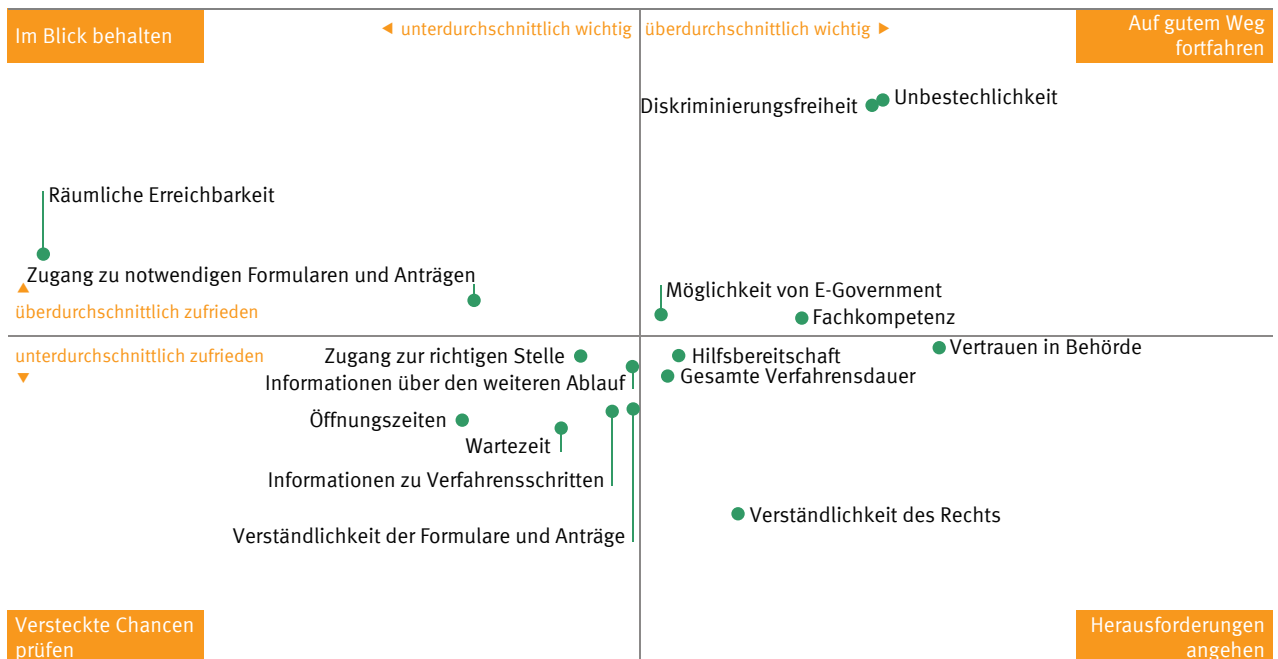 Im Blick behalten
◄ unterdurchschnittlich wichtig
überdurchschnittlich wichtig ►
Auf gutem Weg
fortfahren
Diskriminierungsfreiheit
Unbestechlichkeit
Räumliche Erreichbarkeit
Zugang zu notwendigen Formularen und Anträgen
▲
überdurchschnittlich zufrieden
Möglichkeit von E-Government
Fachkompetenz
unterdurchschnittlich zufrieden
▼
Zugang zur richtigen Stelle
Hilfsbereitschaft
Vertrauen in Behörde
Informationen über den weiteren Ablauf
Gesamte Verfahrensdauer
Öffnungszeiten
Wartezeit
Informationen zu Verfahrensschritten
Verständlichkeit des Rechts
Verständlichkeit der Formulare und Anträge
Versteckte Chancen
prüfen
Herausforderungen
angehen